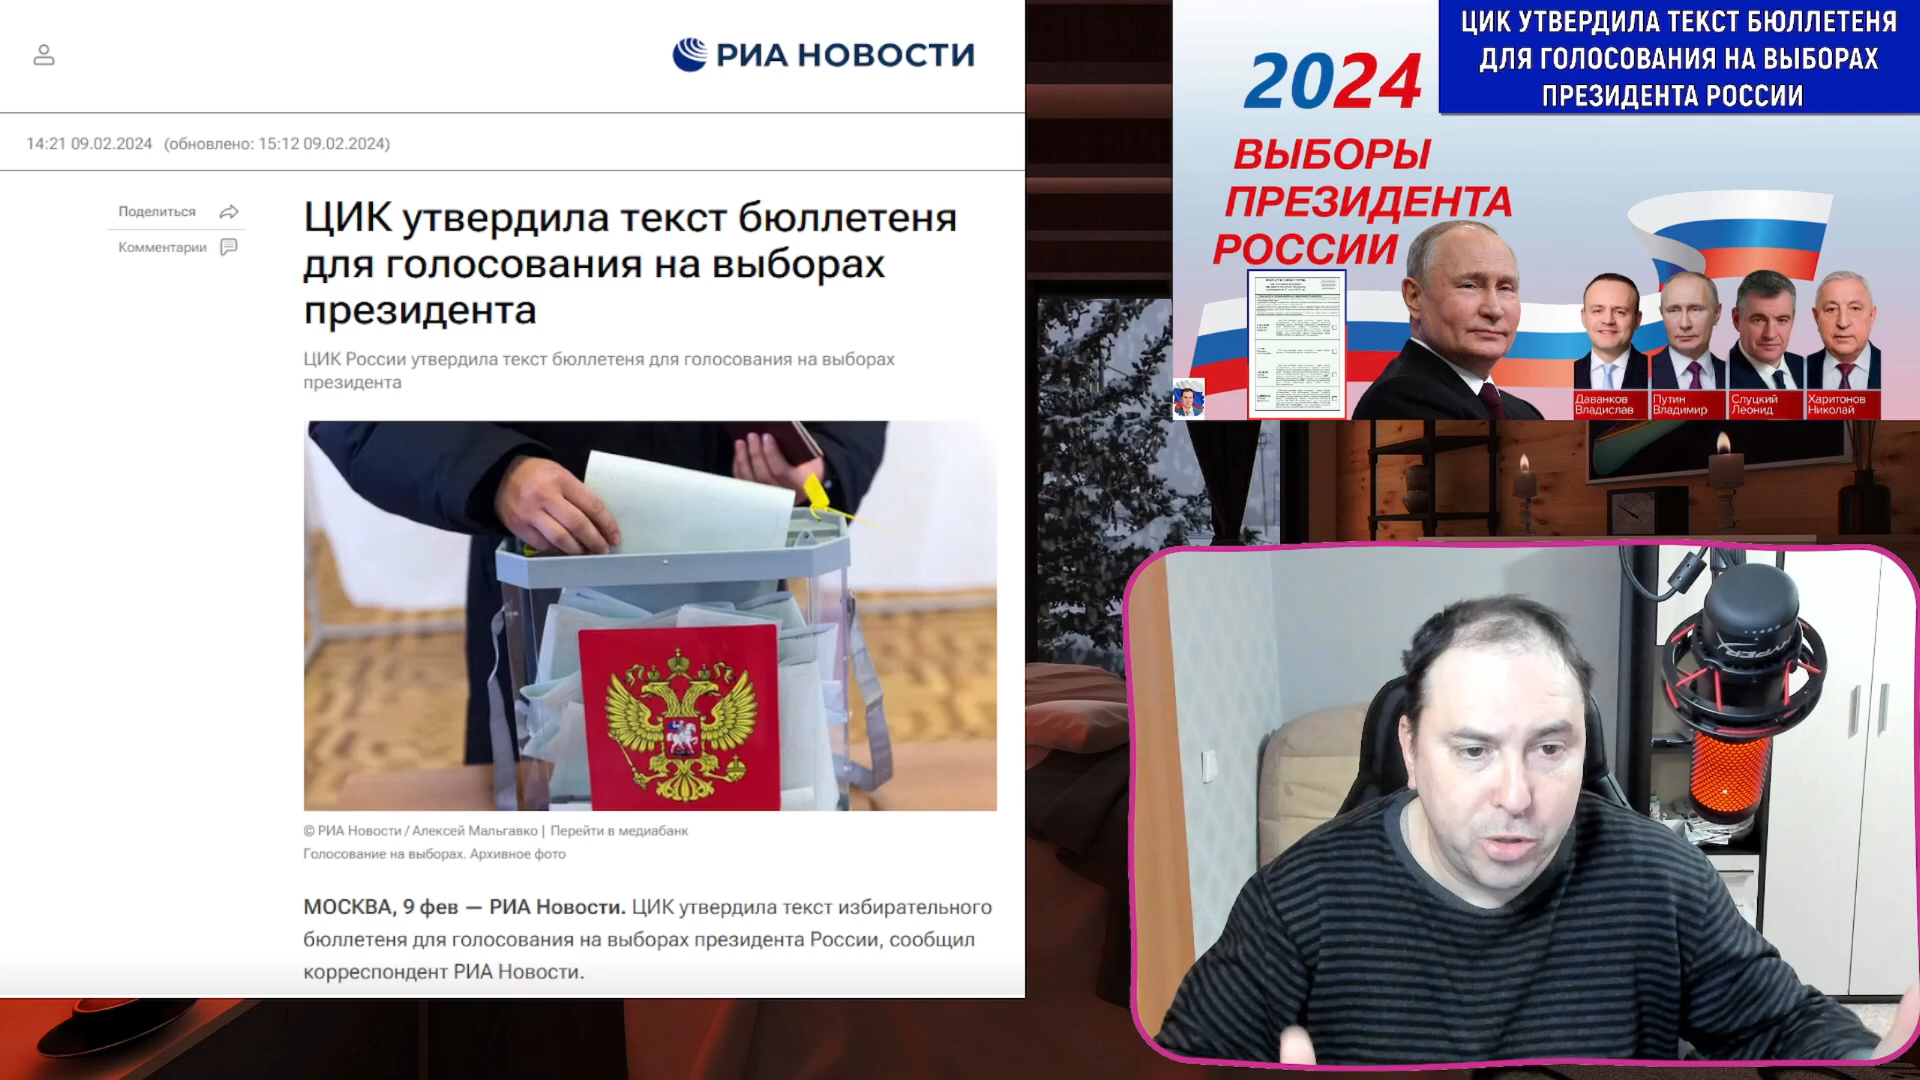 РИА НОВОСТИ
14:21 09.02.2024 (обновлено: 15:12 09.02.2024)
Поделиться
Комментарии
ЦИК утвердила текст бюллетеня
для голосования на выборах
президента
ЦИК России утвердила текст бюллетеня для голосования на выборах
президента
© РИА Новости / Алексей Мальгавко | Перейти в медиабанк
Голосование на выборах. Архивное фото
МОСКВА, 9 фев — РИА Новости. ЦИК утвердила текст избирательного
бюллетеня для голосования на выборах президента России, сообщил
корреспондент РИА Новости.
ЦИК УТВЕРДИЛА ТЕКСТ БЮЛЛЕТЕНЯ
ДЛЯ ГОЛОСОВАНИЯ НА ВЫБОРАХ
ПРЕЗИДЕНТА РОССИИ
2024
ВЫБОРЫ
ПРЕЗИДЕНТА
РОССИИ
Даванков
Владислав
Путин
Владимир
Слуцкий
Леонид
Харитонов
Николай
HYPER